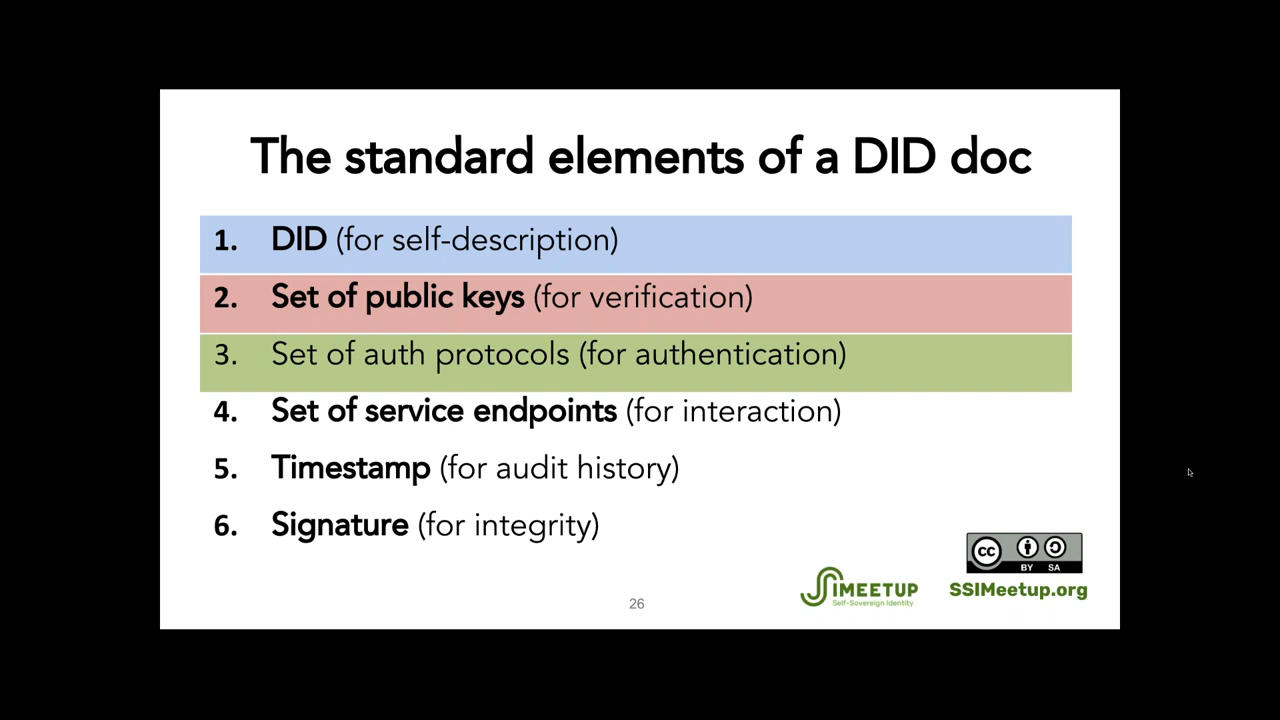 The standard elements of a DID doc
1. DID (for self-description)
2. Set of public keys (for verification)
3. Set of auth protocols (for authentication)
4. Set of service endpoints (for interaction)
5. Timestamp (for audit history)
6. Signature (for integrity)
26
SSIMEETUP
Self-Sovereign Identity
cc
BY SA
SSIMeetup.org